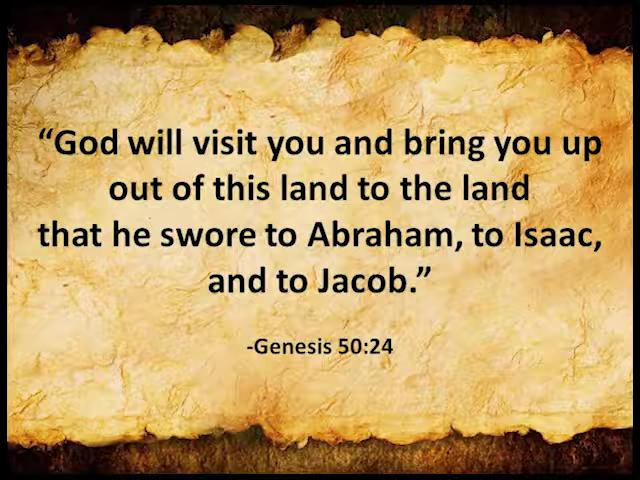 “God will visit you and bring you up
out of this land to the land
that he swore to Abraham, to Isaac,
and to Jacob.”
-Genesis 50:24